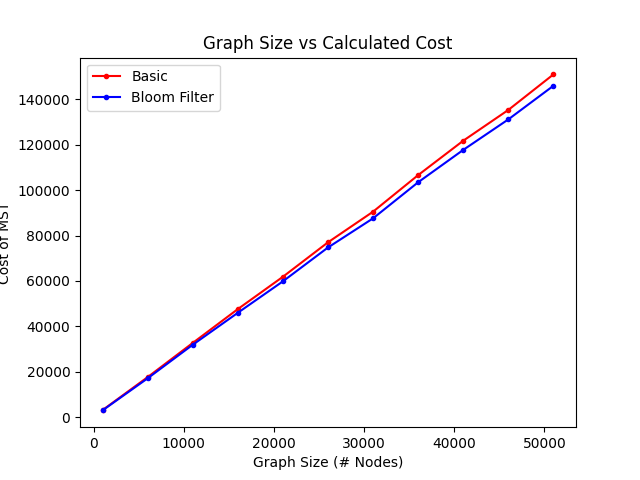 Graph Size vs Calculated Cost
Basic
Bloom Filter
140000
120000
100000
80000
60000
40000
20000
0
Cost of MST
0 10000 20000 30000 40000 50000
Graph Size (# Nodes)